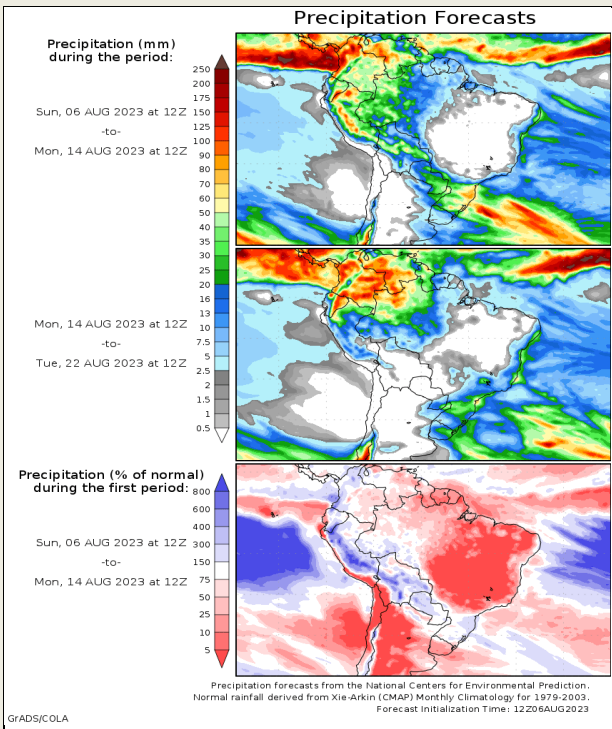 Precipitation Forecasts
Precipitation (mm)
during the period:
Sun, 06 AUG 2023 at 12Z
-to-
Mon, 14 AUG 2023 at 12Z
250
200
175
150
125
100
90
80
70
60
50
40
35
30
25
20
16
13
10
7.5
5
2.5
2
1.5
1
0.5
Mon, 14 AUG 2023 at 12Z
-to-
Tue, 22 AUG 2023 at 12Z
Precipitation (% of normal)
during the first period:
Sun, 06 AUG 2023 at 12Z
-to-
Mon, 14 AUG 2023 at 12Z
800
600
400
300
150
75
50
25
10
5
Precipitation forecasts from the National Centers for Environmental Prediction.
Normal rainfall derived from Xie-Arkin (CMAP) Monthly Climatology for 1979-2003.
Forecast Initialization Time: 12Z06AUG2023
GrADS/COLA